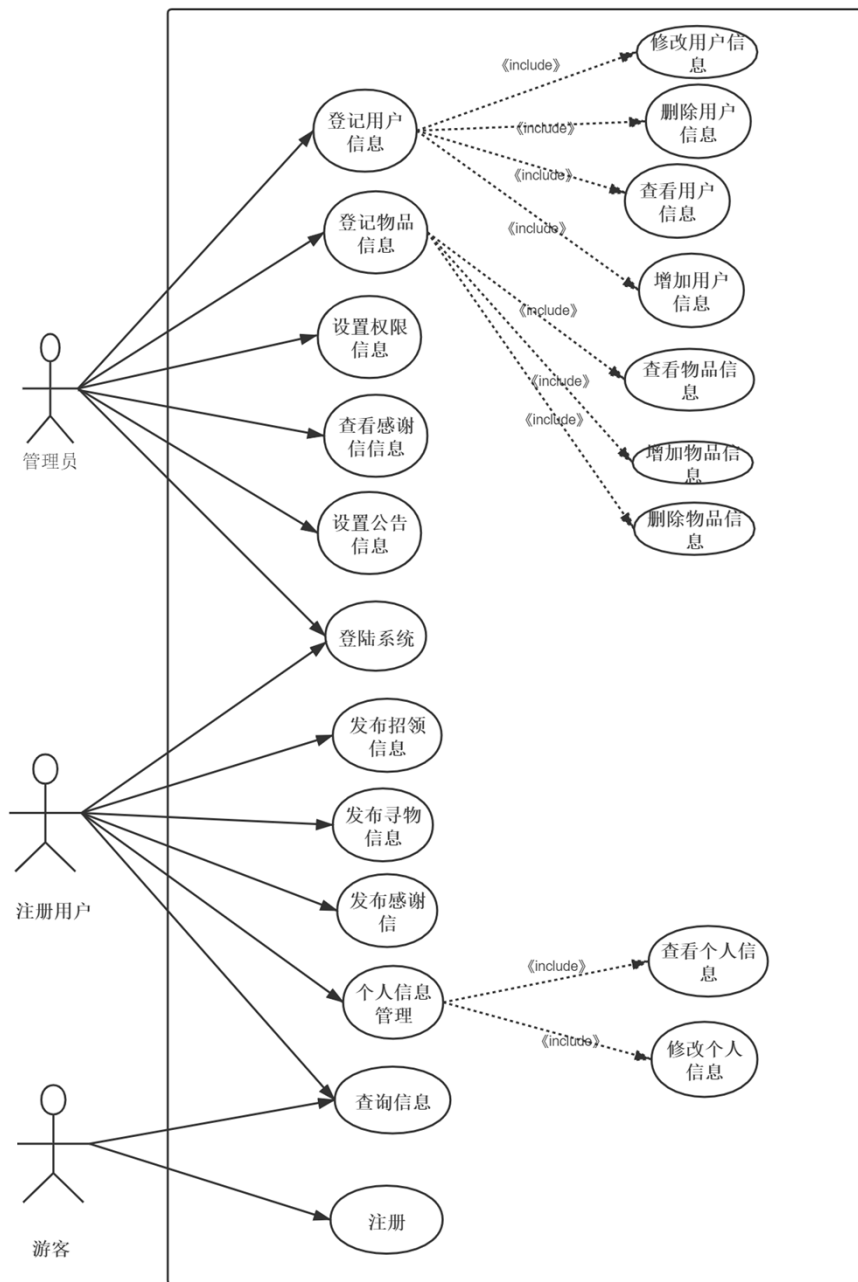 修改用户信
息
《include》
登记用户
信息
删除用户
信息
《include》
《include》
查看用户
信息
登记物品
信息
《include》
增加用户
信息
设置权限
信息
《include》
查看物品信
息
《include》
查看感谢
信信息
《include》
管理员
增加物品信
息
设置公告
信息
删除物品信
息
登陆系统
发布招领
信息
发布寻物
信息
注册用户
发布感谢
信
《include》
查看个人信
息
个人信息
管理
《include》
修改个人
信息
查询信息
注册
游客